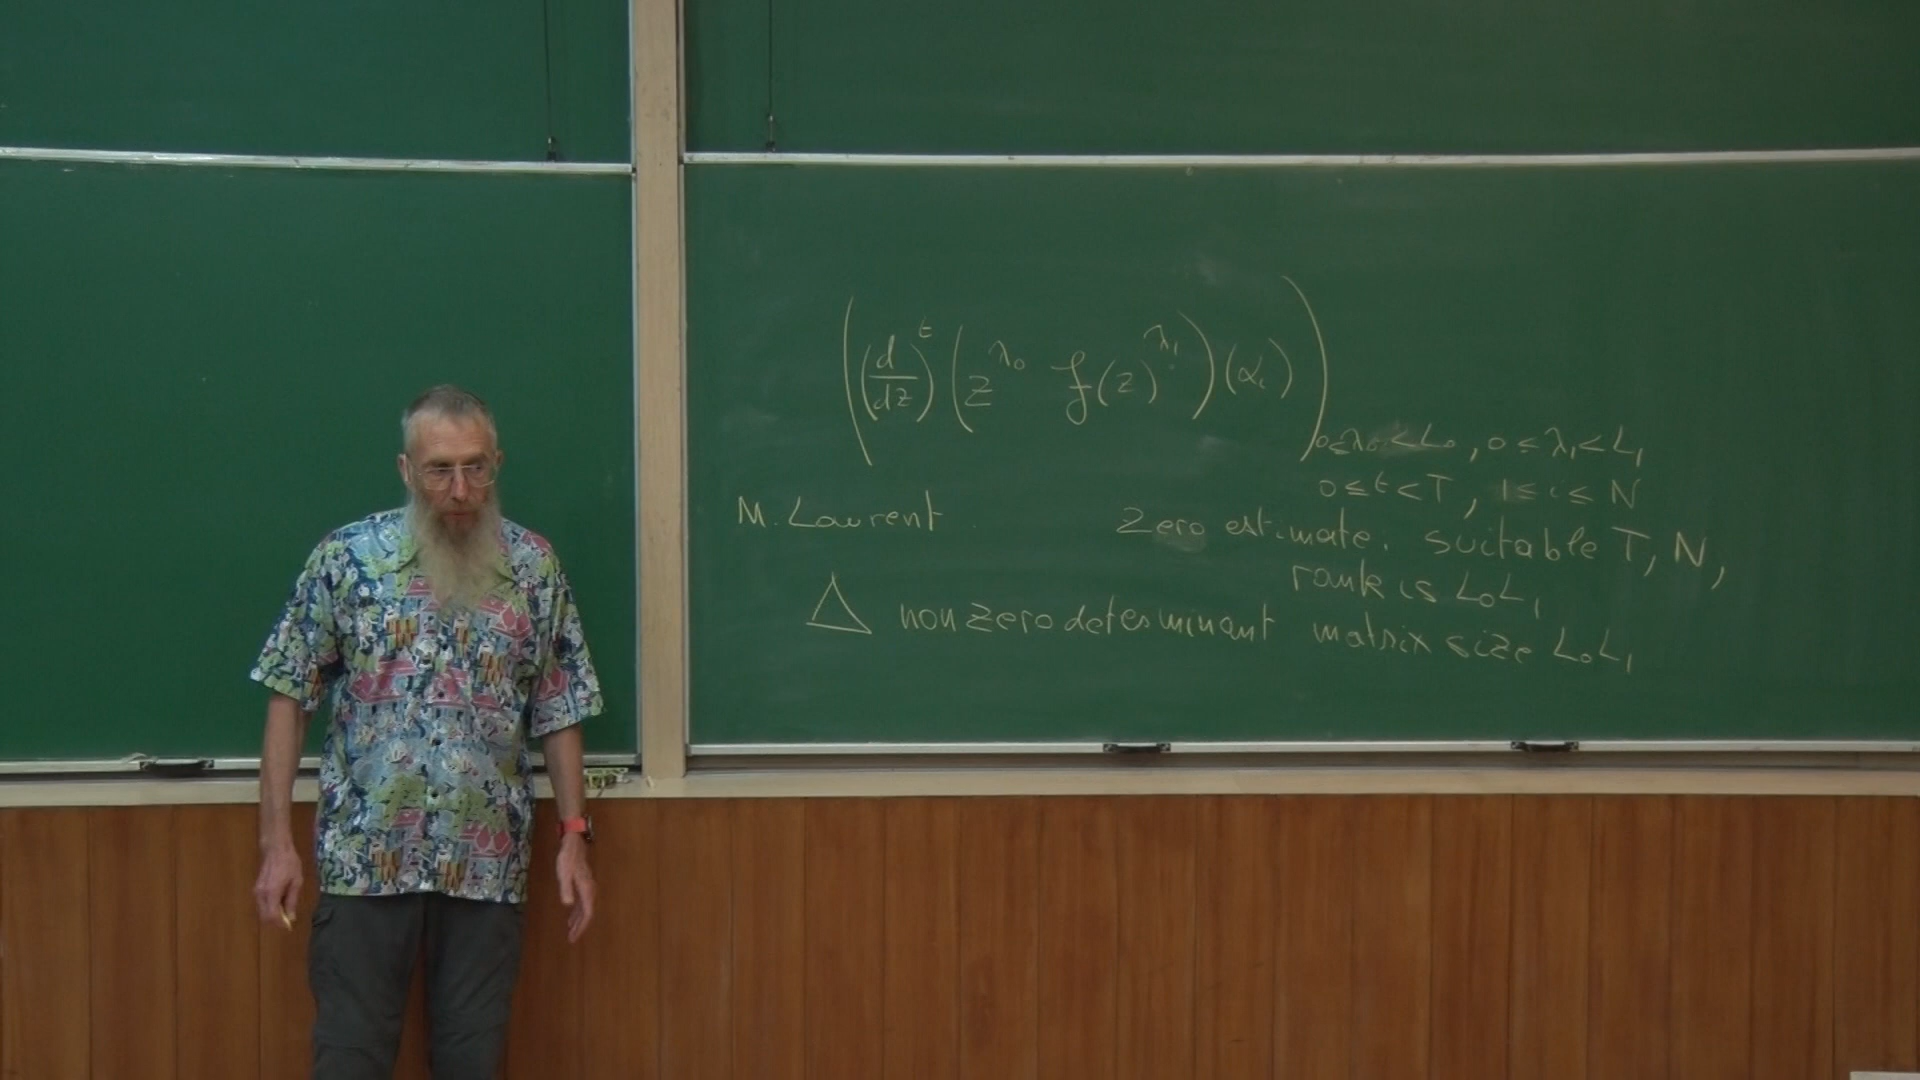 ((d/dz)^t (z^λ₀ f(z)^λ₁)(αᵢ))
0≤λ₀<L₀, 0≤λ₁<L₁
0≤t<T, 1≤i≤N
M. Laurent.
Zero estimate. suitable T, N,
rank is L₀L₁
Δ non zero determinant matrix size L₀L₁